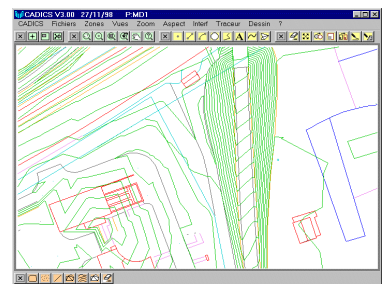 CADICS V3.00 27/11/98 P:MD1
CADICS Fichiers Zones Vues Zoom Aspect Interf Traceur Dessin ?